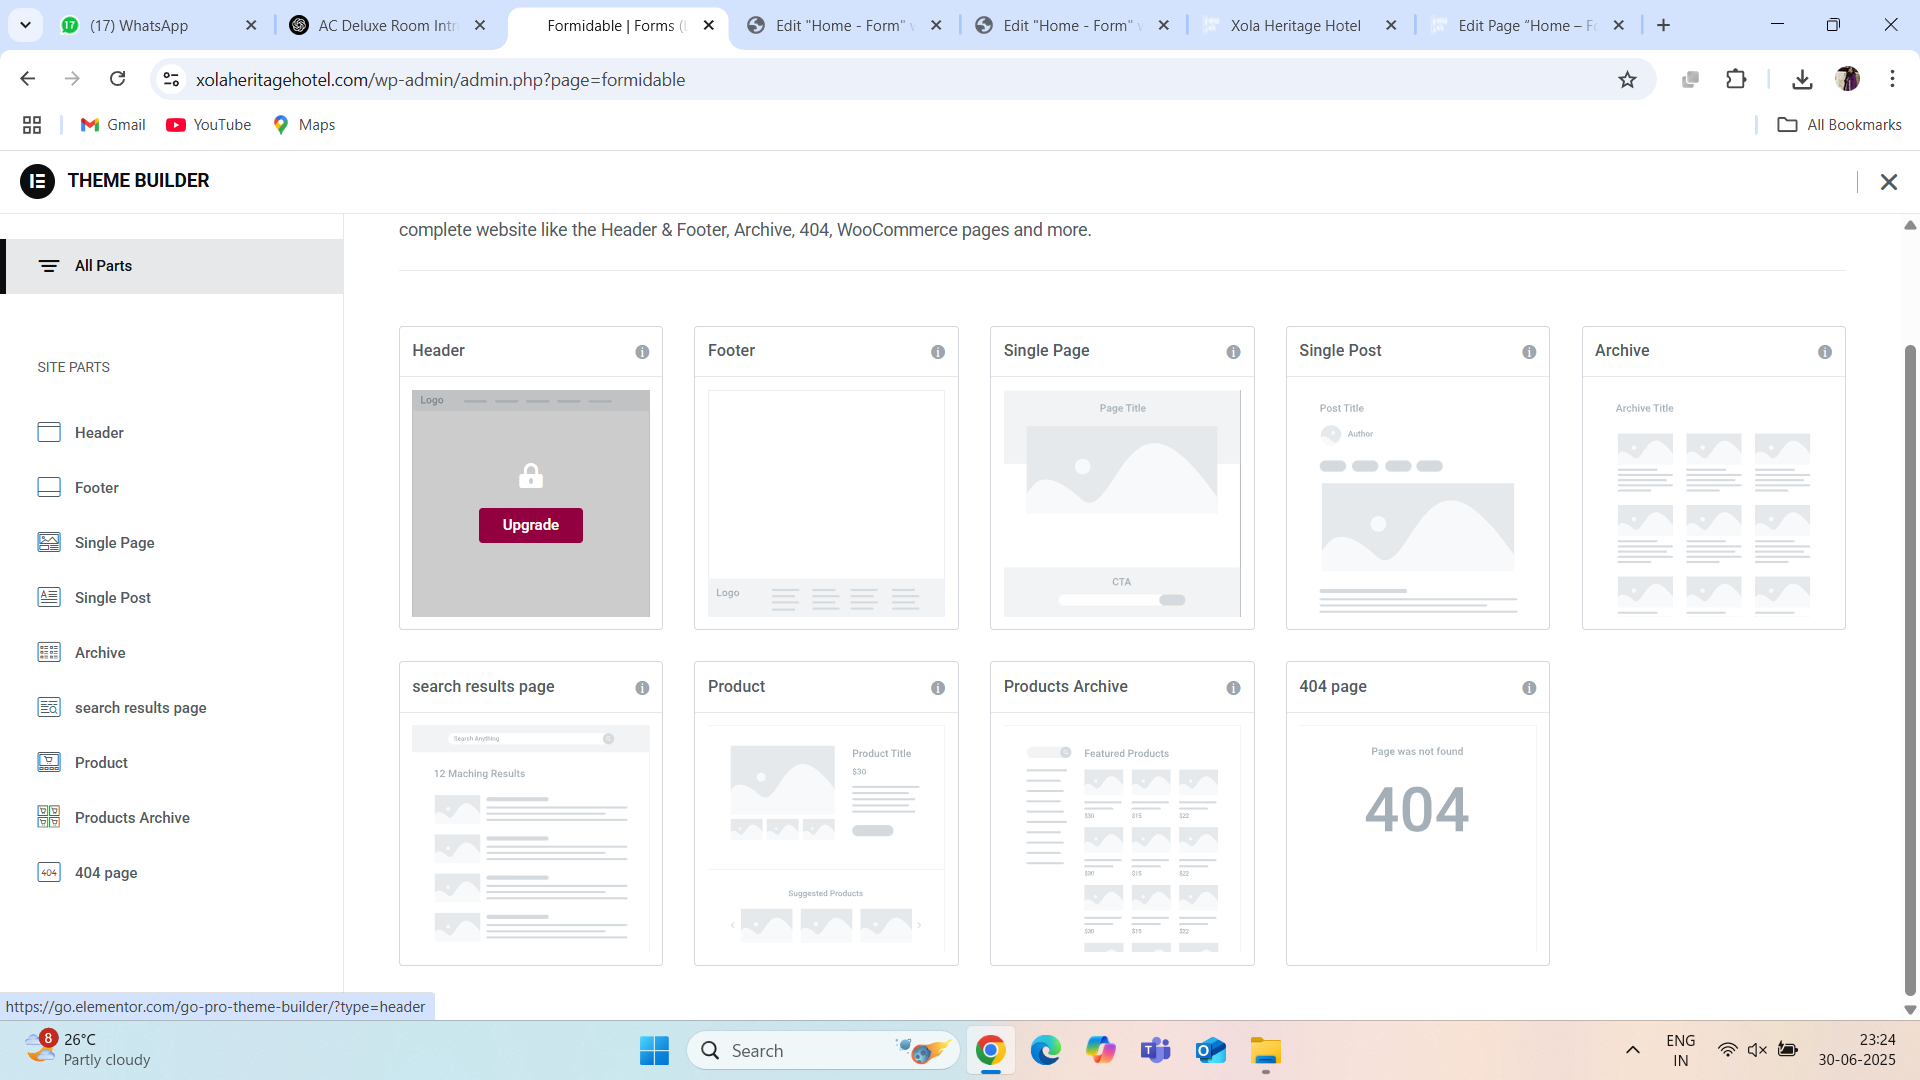 (17) WhatsApp
AC Deluxe Room Intr
Formidable | Forms (L
Edit "Home - Form" w
Edit "Home - Form" w
Xola Heritage Hotel
Edit Page "Home – Fo
xolaheritagehotel.com/wp-admin/admin.php?page=formidable
Gmail
YouTube
Maps
All Bookmarks
THEME BUILDER
All Parts
SITE PARTS
Header
Footer
Single Page
Single Post
Archive
search results page
Product
Products Archive
404
404 page
complete website like the Header & Footer, Archive, 404, WooCommerce pages and more.
Header
Logo
Upgrade
Footer
Logo
Single Page
Page Title
CTA
Single Post
Post Title
Author
Archive
Archive Title
search results page
Search Anything
12 Maching Results
Product
Product Title
$30
Suggested Products
Products Archive
Featured Products
$30 $15 $22
$30 $15 $22
$30 $15 $22
404 page
Page was not found
404
https://go.elementor.com/go-pro-theme-builder/?type=header
8
26°C
Partly cloudy
Search
ENG
IN
23:24
30-06-2025